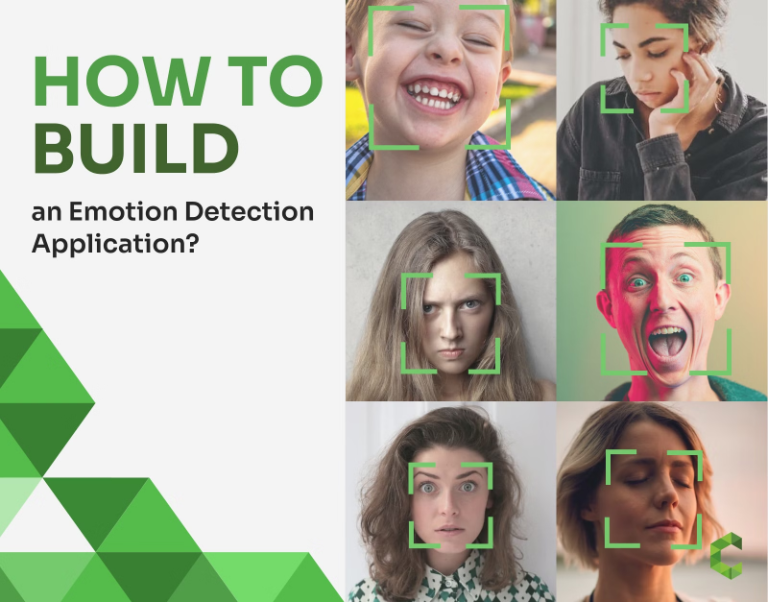 HOW TO
BUILD
an Emotion Detection
Application?